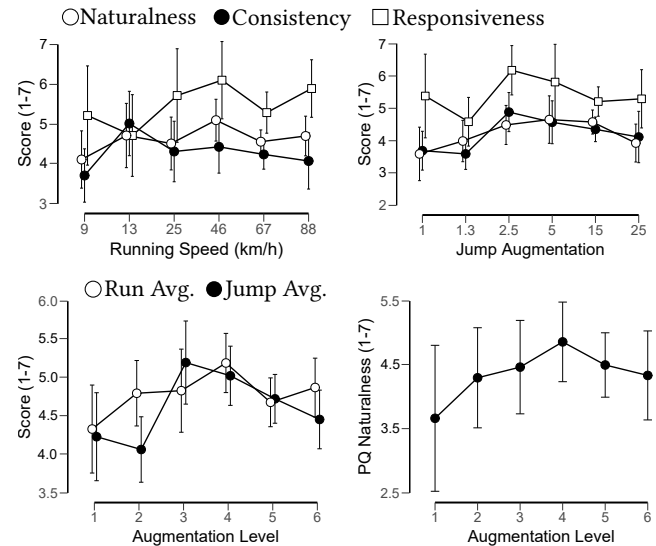 Naturalness Consistency Responsiveness
7
6
5
4
3
Score (1-7)
9 13 25 46 67 88
Running Speed (km/h)
7
6
5
4
3
2
Score (1-7)
1 1.3 2.5 5 15 25
Jump Augmentation
Run Avg. Jump Avg.
6.0
5.5
5.0
4.5
4.0
3.5
Score (1-7)
1 2 3 4 5 6
Augmentation Level
5.5
4.5
3.5
2.5
PQ Naturalness (1-7)
1 2 3 4 5 6
Augmentation Level